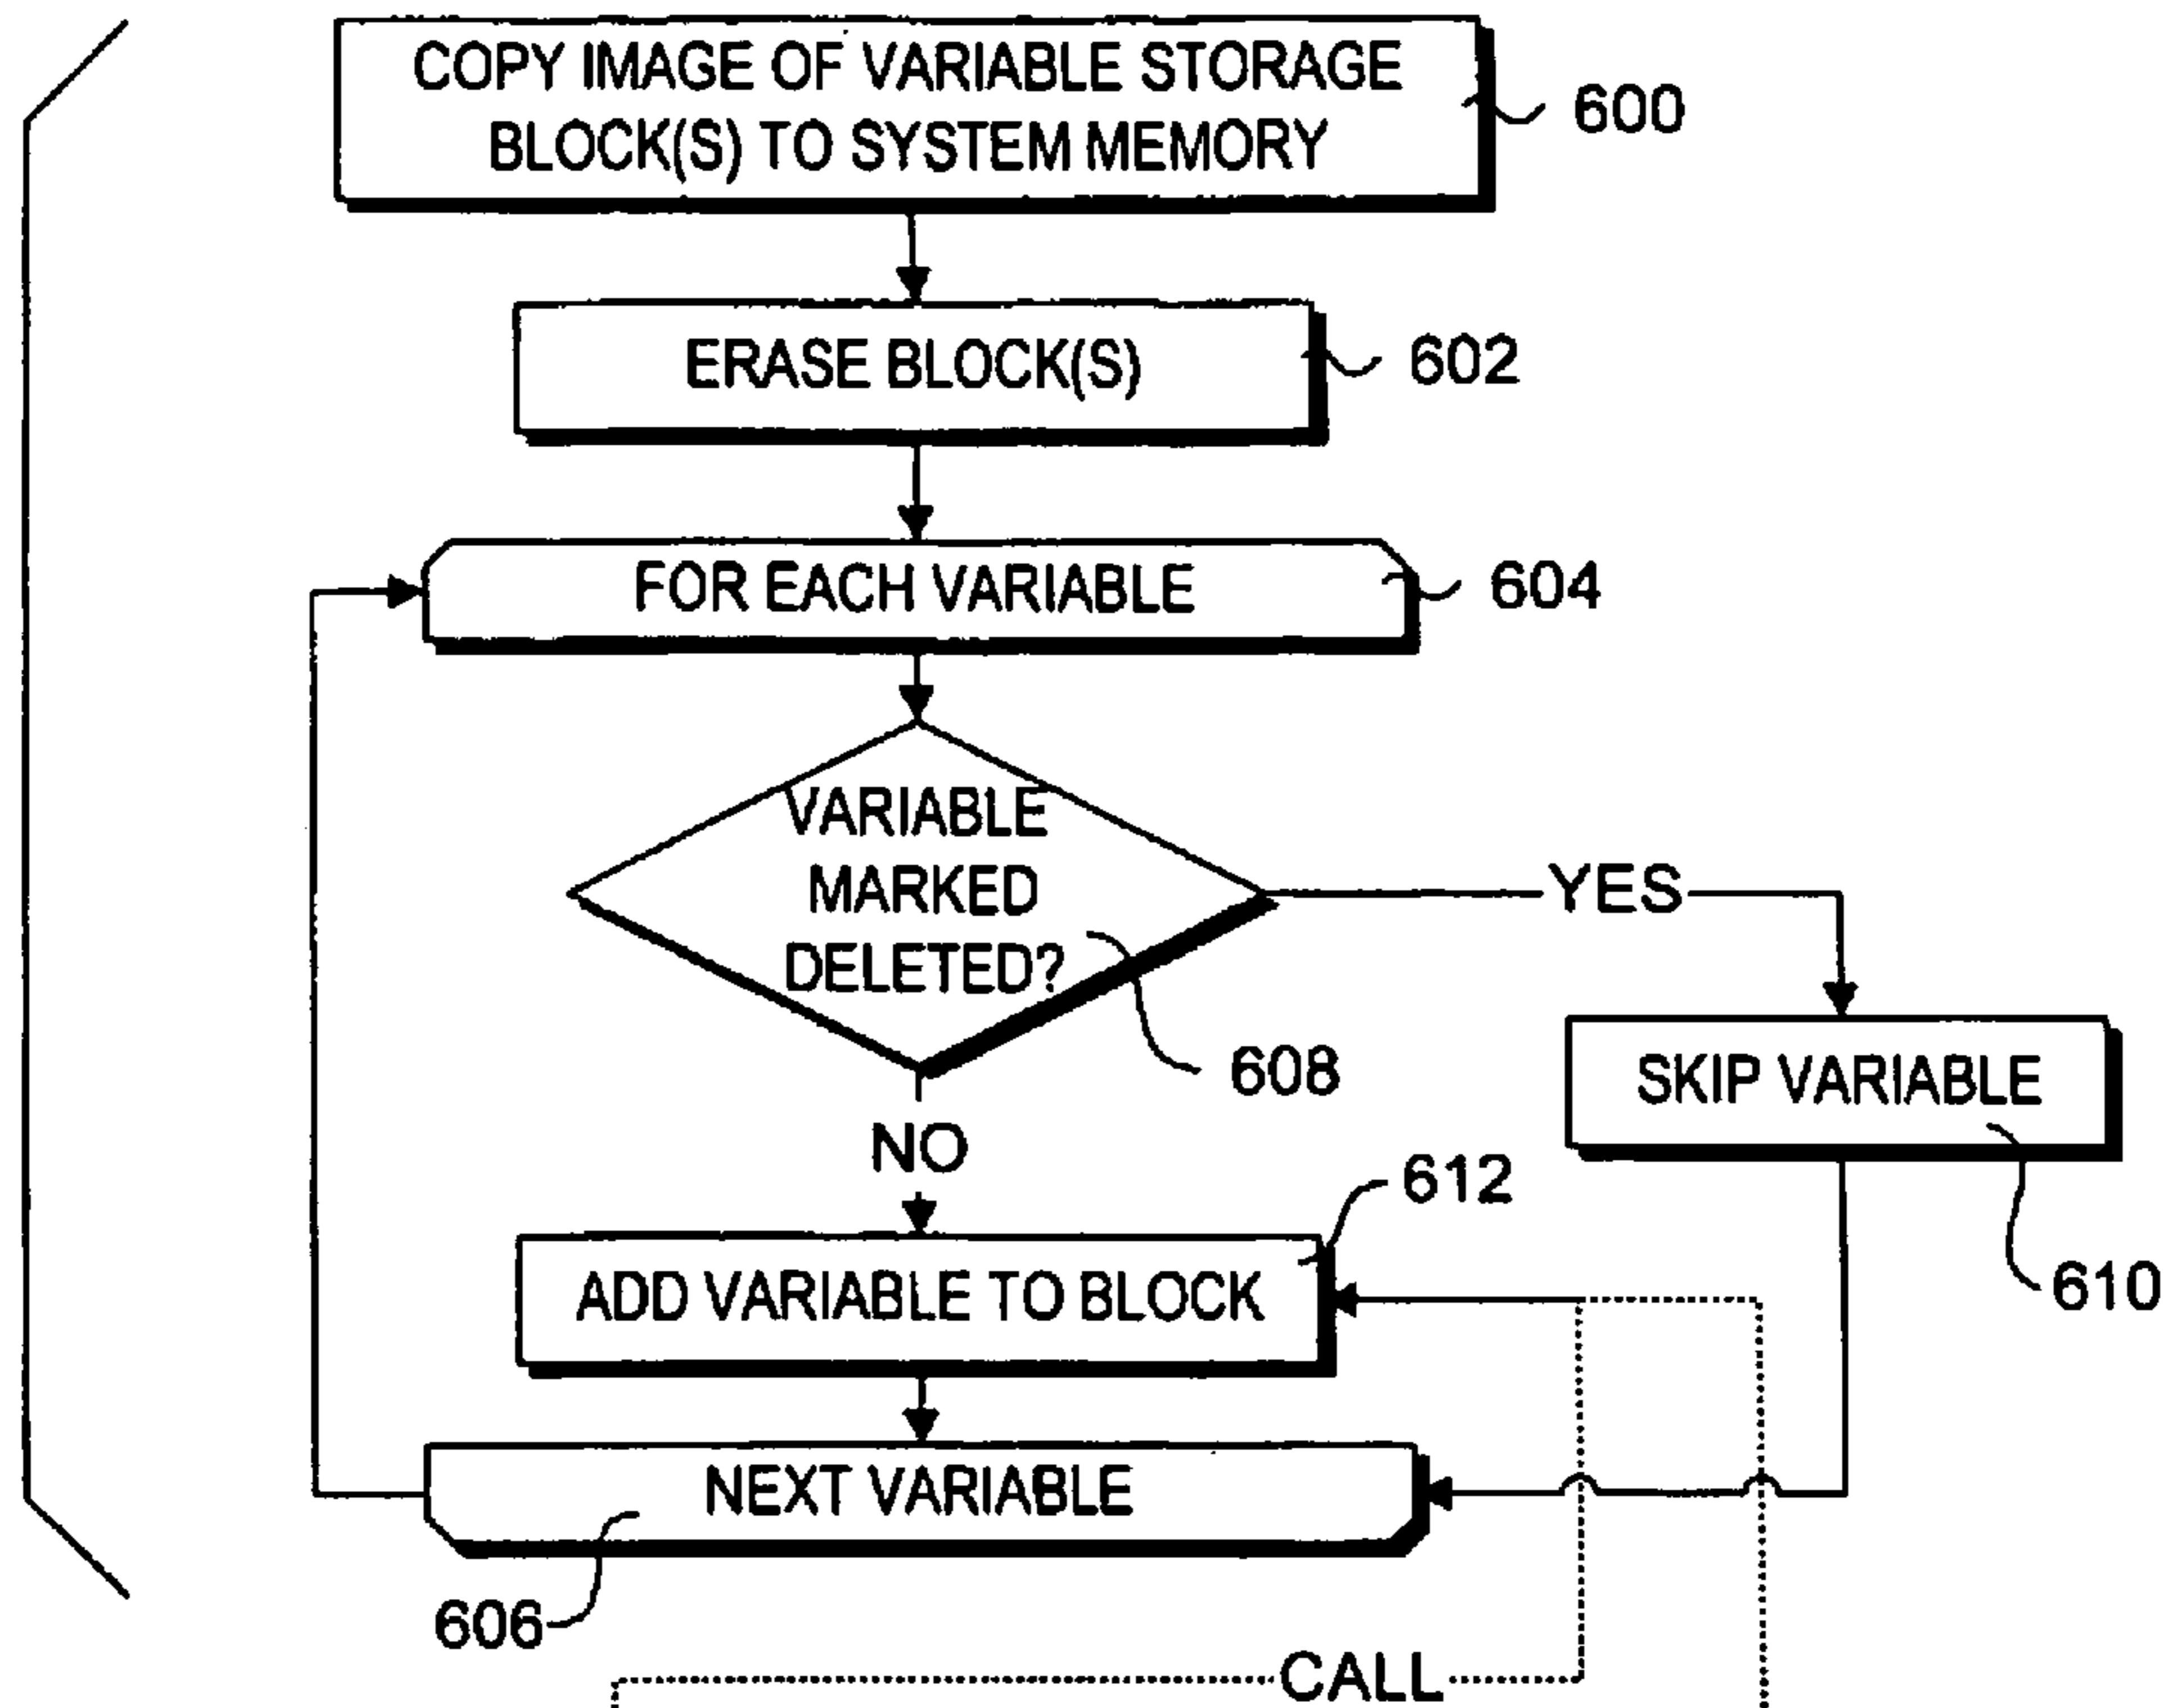 COPY IMAGE OF VARIABLE STORAGE
BLOCK(S) TO SYSTEM MEMORY
600
ERASE BLOCK(S)
602
FOR EACH VARIABLE
604
VARIABLE
MARKED
DELETED?
608
YES
SKIP VARIABLE
610
NO
612
ADD VARIABLE TO BLOCK
NEXT VARIABLE
606
CALL